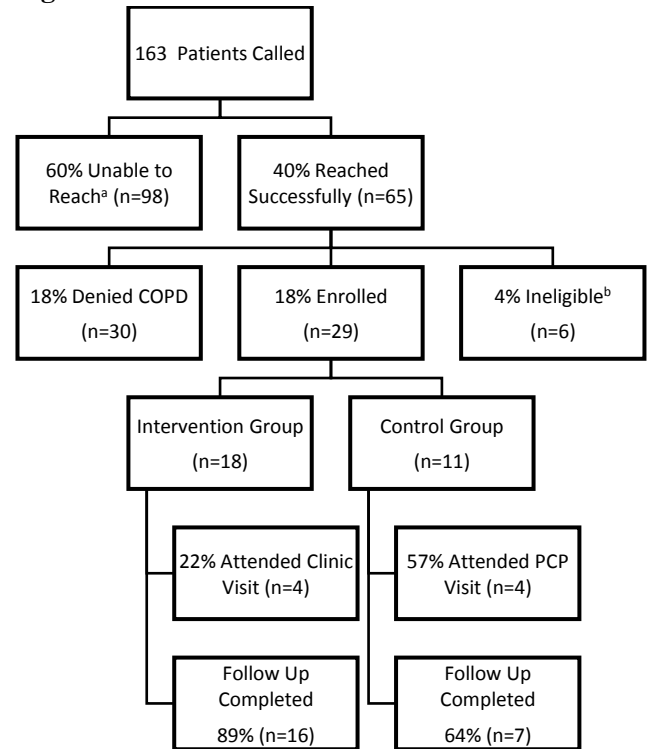 163 Patients Called
60% Unable to
Reachᵃ (n=98)
40% Reached
Successfully (n=65)
18% Denied COPD
(n=30)
18% Enrolled
(n=29)
4% Ineligibleᵇ
(n=6)
Intervention Group
(n=18)
Control Group
(n=11)
22% Attended Clinic
Visit (n=4)
57% Attended PCP
Visit (n=4)
Follow Up
Completed
89% (n=16)
Follow Up
Completed
64% (n=7)